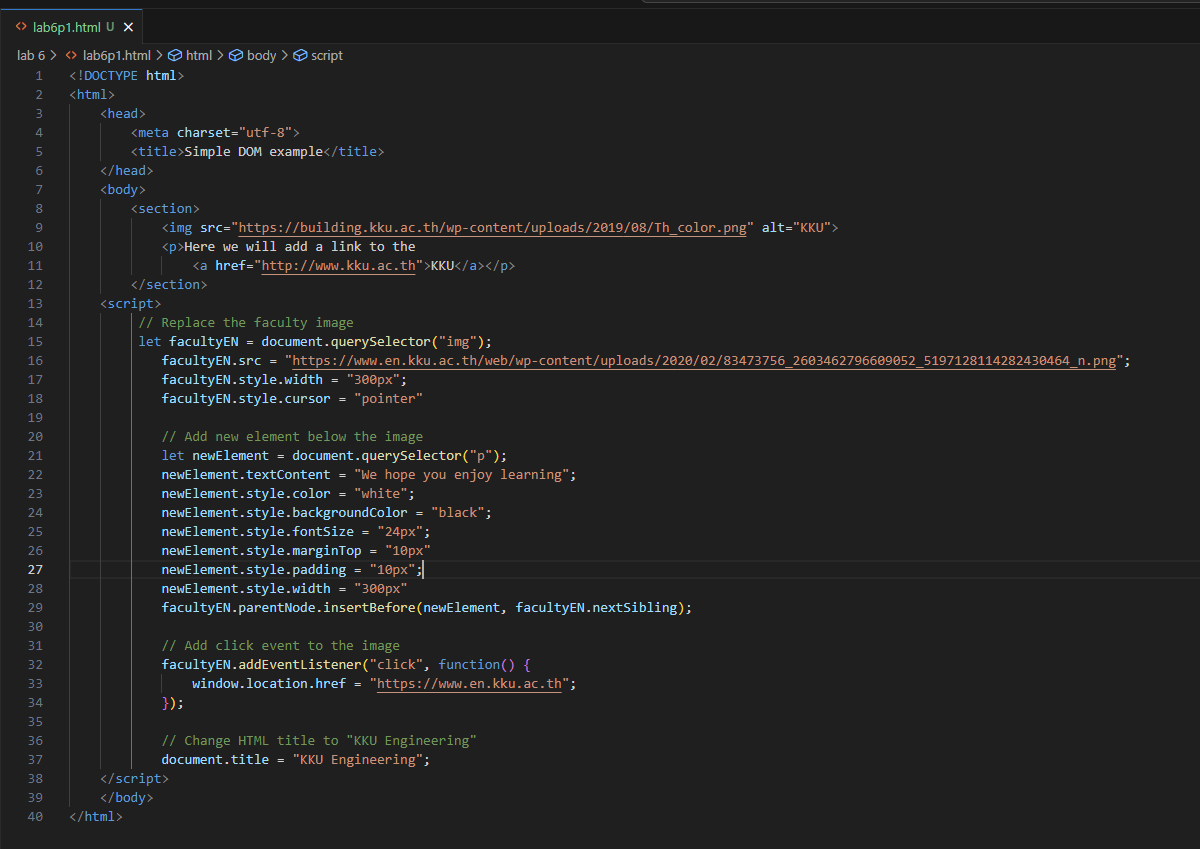 <> lab6p1.html U ×
lab 6 > <> lab6p1.html > html > body > script
1 <!DOCTYPE html>
2 <html>
3 <head>
4 <meta charset="utf-8">
5 <title>Simple DOM example</title>
6 </head>
7 <body>
8 <section>
9 <img src="https://building.kku.ac.th/wp-content/uploads/2019/08/Th_color.png" alt="KKU">
10 <p>Here we will add a link to the
11 <a href="http://www.kku.ac.th">KKU</a></p>
12 </section>
13 <script>
14 // Replace the faculty image
15 let facultyEN = document.querySelector("img");
16 facultyEN.src = "https://www.en.kku.ac.th/web/wp-content/uploads/2020/02/83473756_2603462796609052_5197128114282430464_n.png";
17 facultyEN.style.width = "300px";
18 facultyEN.style.cursor = "pointer"
19
20 // Add new element below the image
21 let newElement = document.querySelector("p");
22 newElement.textContent = "We hope you enjoy learning";
23 newElement.style.color = "white";
24 newElement.style.backgroundColor = "black";
25 newElement.style.fontSize = "24px";
26 newElement.style.marginTop = "10px"
27 newElement.style.padding = "10px";
28 newElement.style.width = "300px"
29 facultyEN.parentNode.insertBefore(newElement, facultyEN.nextSibling);
30
31 // Add click event to the image
32 facultyEN.addEventListener("click", function() {
33 window.location.href = "https://www.en.kku.ac.th";
34 });
35
36 // Change HTML title to "KKU Engineering"
37 document.title = "KKU Engineering";
38 </script>
39 </body>
40 </html>